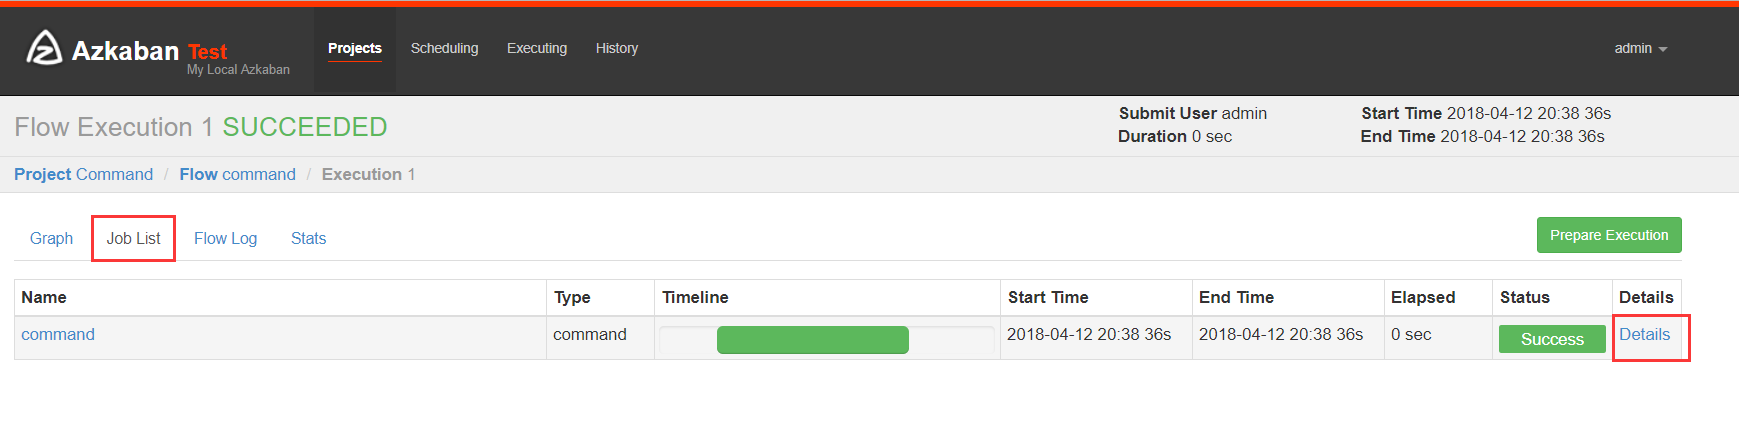 Azkaban Test
My Local Azkaban
Projects Scheduling Executing History
admin
Flow Execution 1 SUCCEEDED
Submit User admin
Duration 0 sec
Start Time 2018-04-12 20:38 36s
End Time 2018-04-12 20:38 36s
Project Command / Flow command / Execution 1
Graph Job List Flow Log Stats
Prepare Execution
Name Type Timeline Start Time End Time Elapsed Status Details
command command 2018-04-12 20:38 36s 2018-04-12 20:38 36s 0 sec Success Details